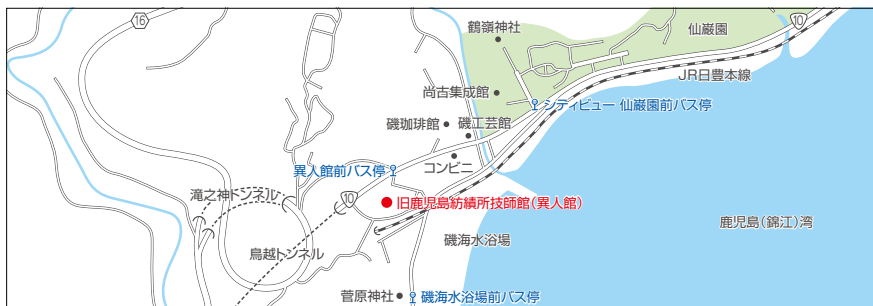 16
鶴嶺神社
仙巌園
10
JR日豊本線
尚古集成館
シティビュー 仙巌園前バス停
磯珈琲館
磯工芸館
コンビニ
異人館前バス停
滝之神トンネル
10
旧鹿児島紡績所技師館(異人館)
鹿児島(錦江)湾
磯海水浴場
鳥越トンネル
菅原神社
磯海水浴場前バス停